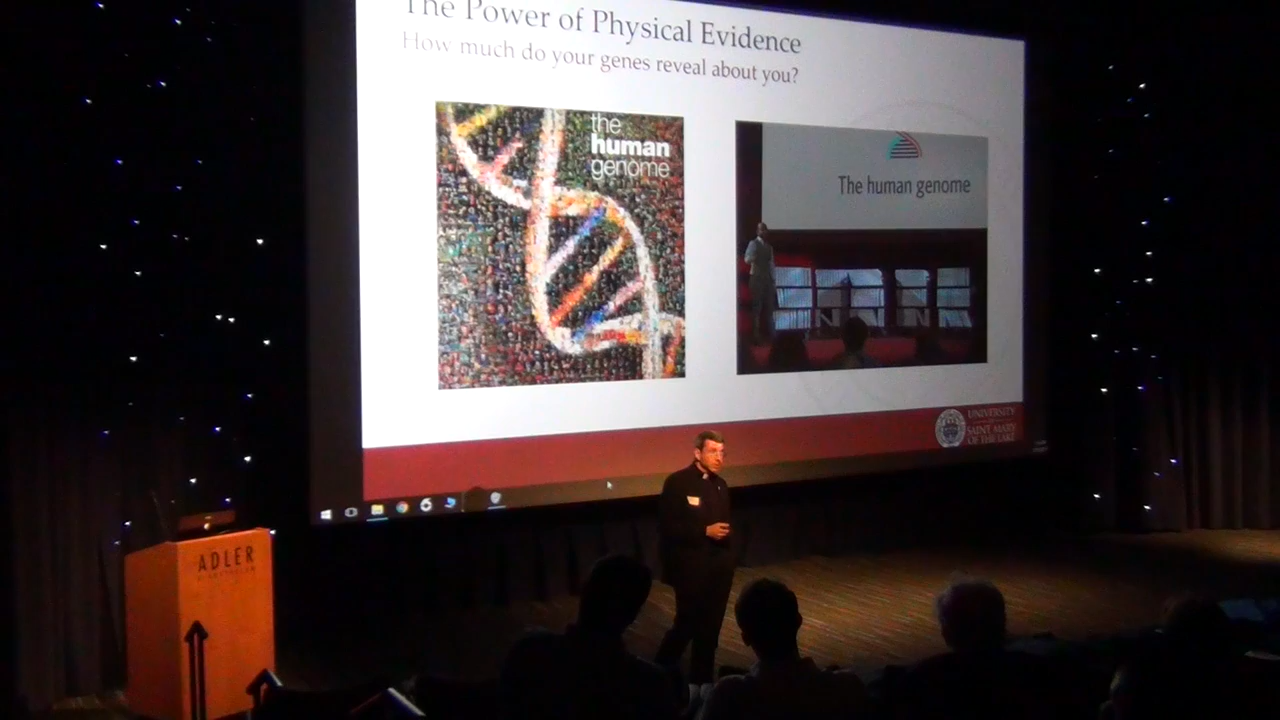 The Power of Physical Evidence
How much do your genes reveal about you?
the
human
genome
The human genome
UNIVERSITY
OF
SAINT MARY
OF THE LAKE
ADLER